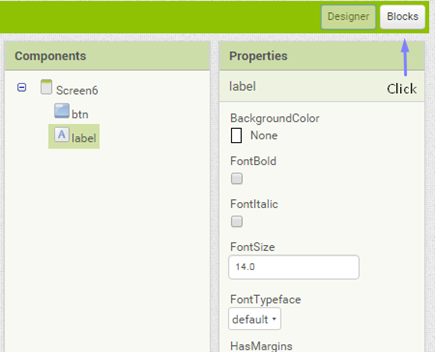 Designer Blocks
Components
Properties
Screen6
btn
label
label
Click
BackgroundColor
None
FontBold
FontItalic
FontSize
14.0
FontTypeface
default
HasMargins